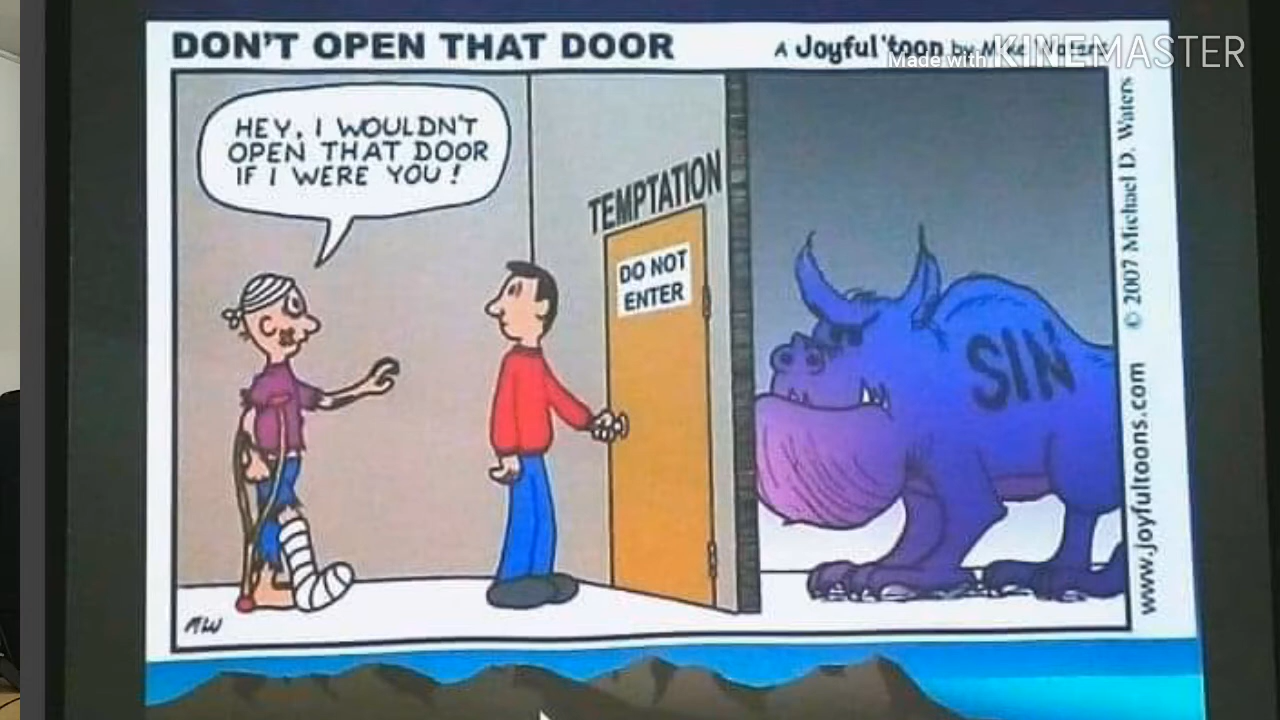 DON'T OPEN THAT DOOR
A Joyful 'toon by
Made with KINEMASTER
HEY, I WOULDN'T
OPEN THAT DOOR
IF I WERE YOU!
TEMPTATION
DO NOT
ENTER
SIN
© 2007 Michael D. Waters
www.joyfultoons.com
MW